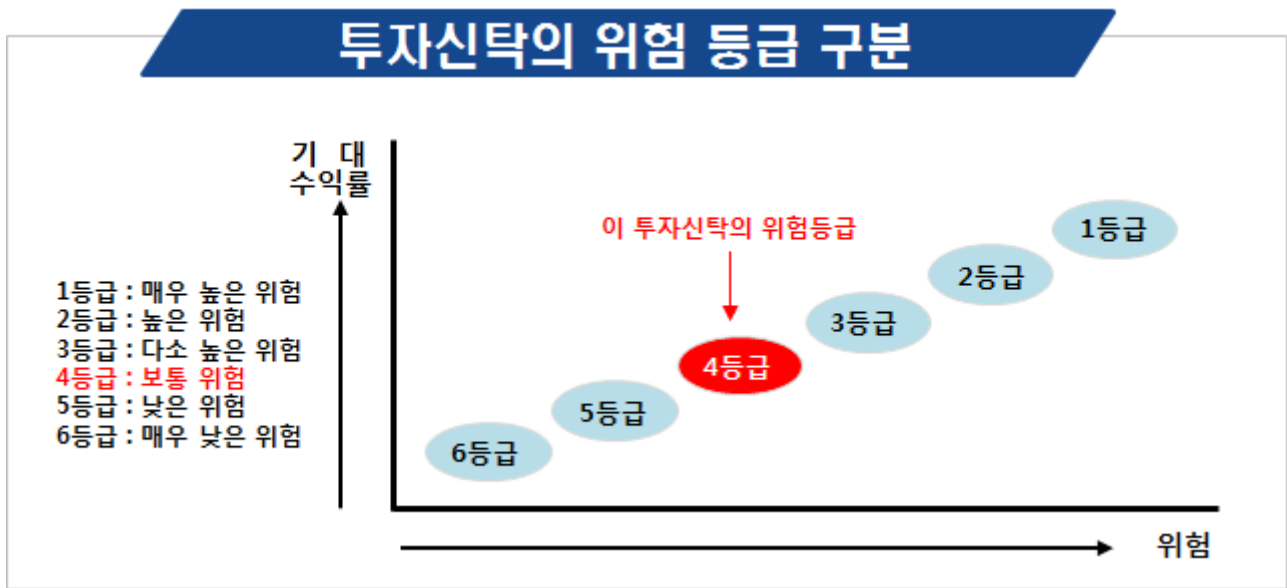 투자신탁의 위험 등급 구분
기 대
수익률
이 투자신탁의 위험등급
1등급 : 매우 높은 위험
2등급 : 높은 위험
3등급 : 다소 높은 위험
4등급 : 보통 위험
5등급 : 낮은 위험
6등급 : 매우 낮은 위험
1등급
2등급
3등급
4등급
5등급
6등급
위험